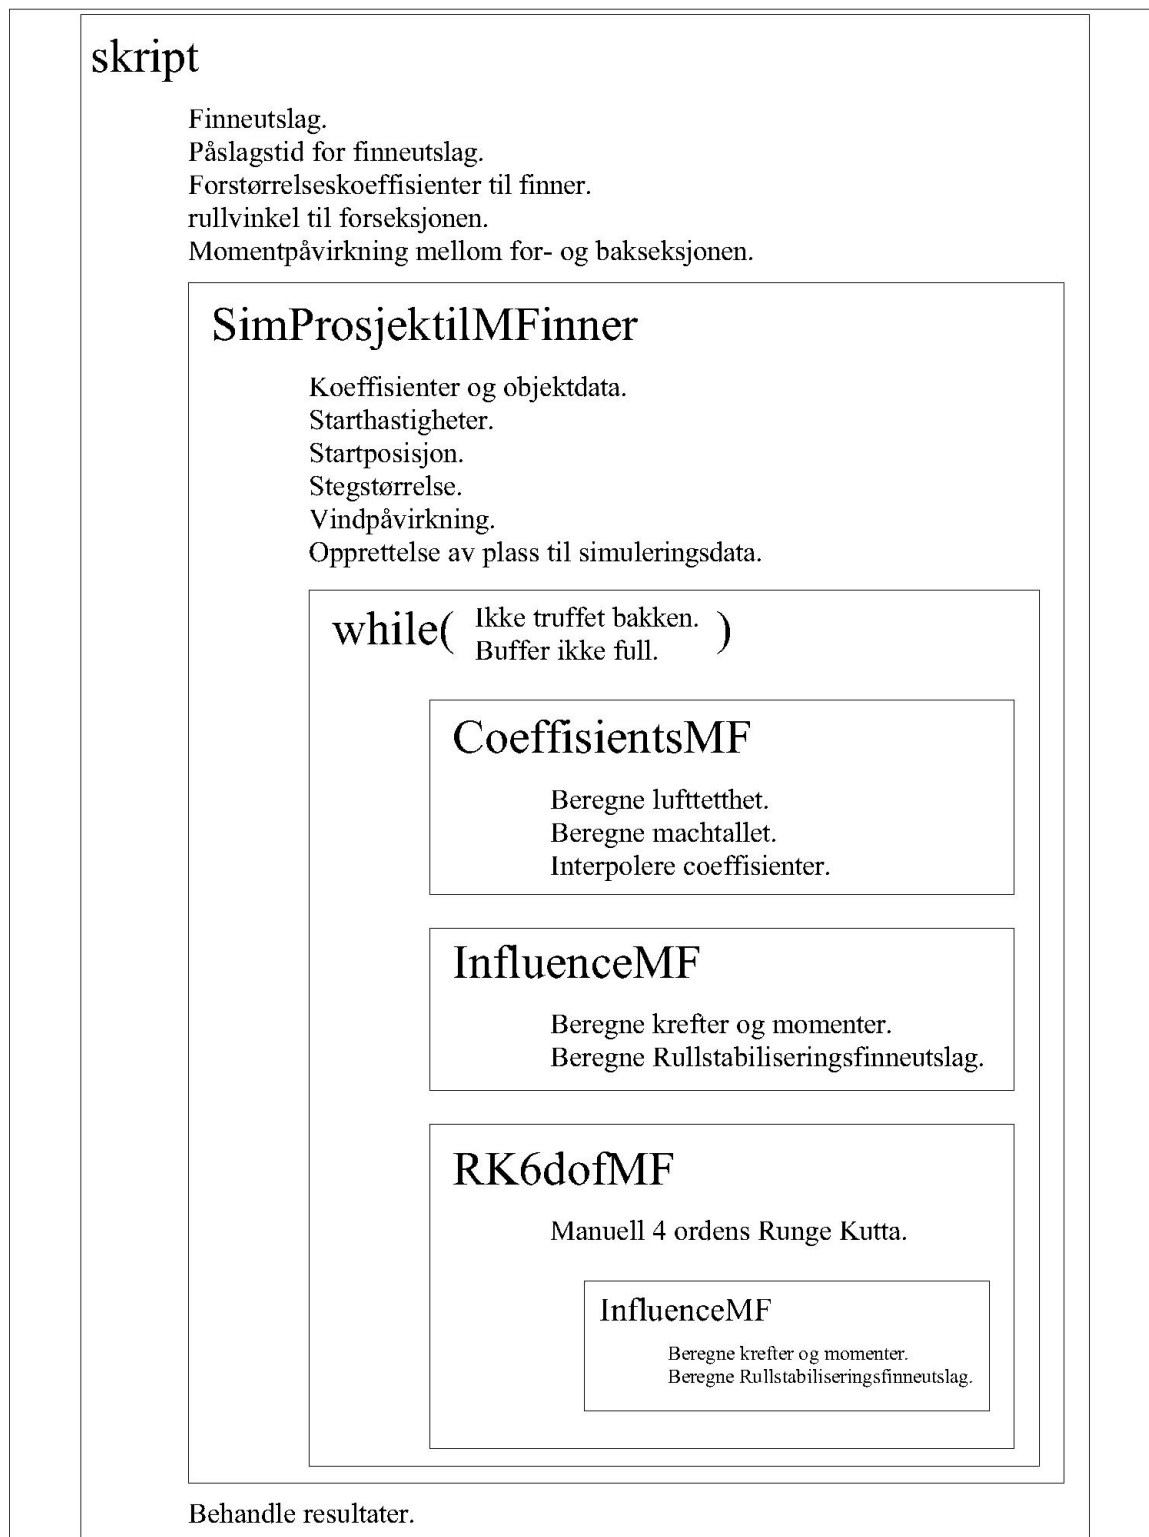 skript
Finneutslag.
Påslagstid for finneutslag.
Forstørrelseskoeffisienter til finner.
rullvinkel til forseksjonen.
Momentpåvirkning mellom for- og bakseksjonen.
SimProsjektilMFinner
Koeffisienter og objektdata.
Starthastigheter.
Startposisjon.
Stegstørrelse.
Vindpåvirkning.
Opprettelse av plass til simuleringsdata.
while( Ikke truffet bakken. )
Buffer ikke full.
CoeffisientsMF
Beregne lufttetthet.
Beregne machtallet.
Interpolere coeffisienter.
InfluenceMF
Beregne krefter og momenter.
Beregne Rullstabiliseringsfinneutslag.
RK6dofMF
Manuell 4 ordens Runge Kutta.
InfluenceMF
Beregne krefter og momenter.
Beregne Rullstabiliseringsfinneutslag.
Behandle resultater.